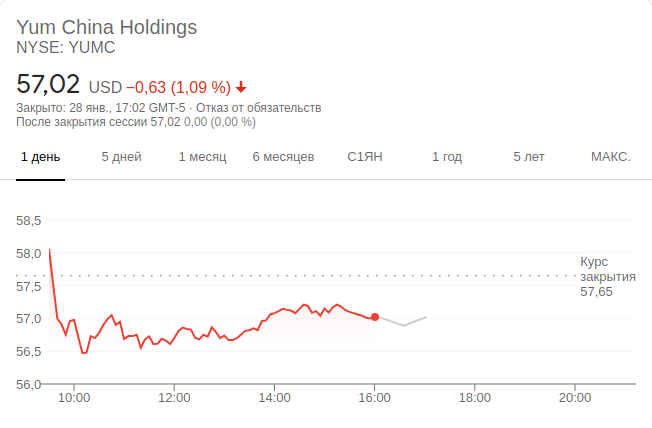 Yum China Holdings
NYSE: YUMC
57,02 USD −0,63 (1,09 %)
Закрыто: 28 янв., 17:02 GMT-5 · Отказ от обязательств
После закрытия сессии 57,02 0,00 (0,00 %)
1 день 5 дней 1 месяц 6 месяцев С1ЯН 1 год 5 лет МАКС.
58,5
58,0
57,5
57,0
56,5
56,0
Курс
закрытия
57,65
10:00 12:00 14:00 16:00 18:00 20:00